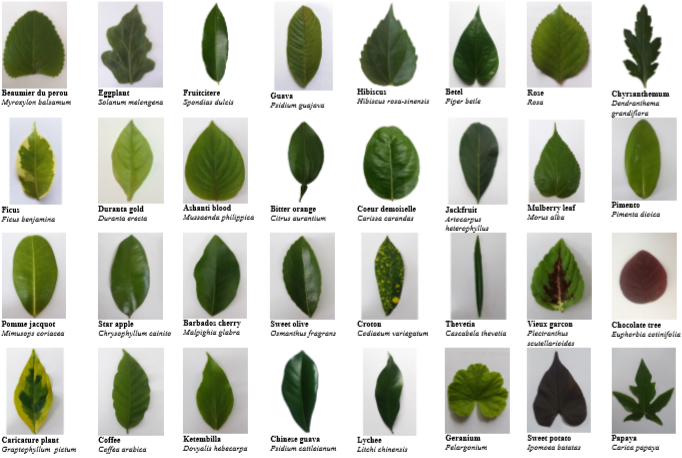 Beaumier du perou
Myroxylon balsamum
Eggplant
Solanum melongena
Fruitcitere
Spondias dulcis
Guava
Psidium guajava
Hibiscus
Hibiscus rosa-sinensis
Betel
Piper betle
Rose
Rosa
Chyrsanthemum
Dendranthema
grandiflora
Ficus
Ficus benjamina
Duranta gold
Duranta erecta
Ashanti blood
Mussaenda philippica
Bitter orange
Citrus aurantium
Coeur demoiselle
Carissa carandas
Jackfruit
Artocarpus
heterophyllus
Mulberry leaf
Morus alba
Pimento
Pimenta dioica
Pomme jacquot
Mimusops coriacea
Star apple
Chrysophyllum cainito
Barbados cherry
Malpighia glabra
Sweet olive
Osmanthus fragrans
Croton
Codiaeum variegatum
Thevetia
Cascabela thevetia
Vieux garcon
Plectranthus
scutellarioides
Chocolate tree
Euphorbia cotinifolia
Caricature plant
Graptophyllum pictum
Coffee
Coffea arabica
Ketembilla
Dovyalis hebecarpa
Chinese guava
Psidium cattleianum
Lychee
Litchi chinensis
Geranium
Pelargonium
Sweet potato
Ipomoea batatas
Papaya
Carica papaya